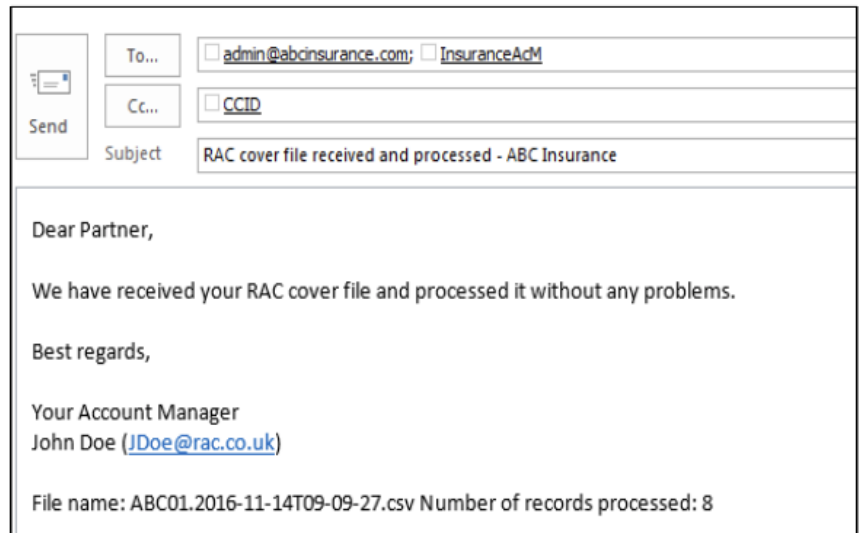 To... admin@abcinsurance.com; InsuranceAcM
Cc... CCID
Send
Subject RAC cover file received and processed - ABC Insurance
Dear Partner,
We have received your RAC cover file and processed it without any problems.
Best regards,
Your Account Manager
John Doe (JDoe@rac.co.uk)
File name: ABC01.2016-11-14T09-09-27.csv Number of records processed: 8